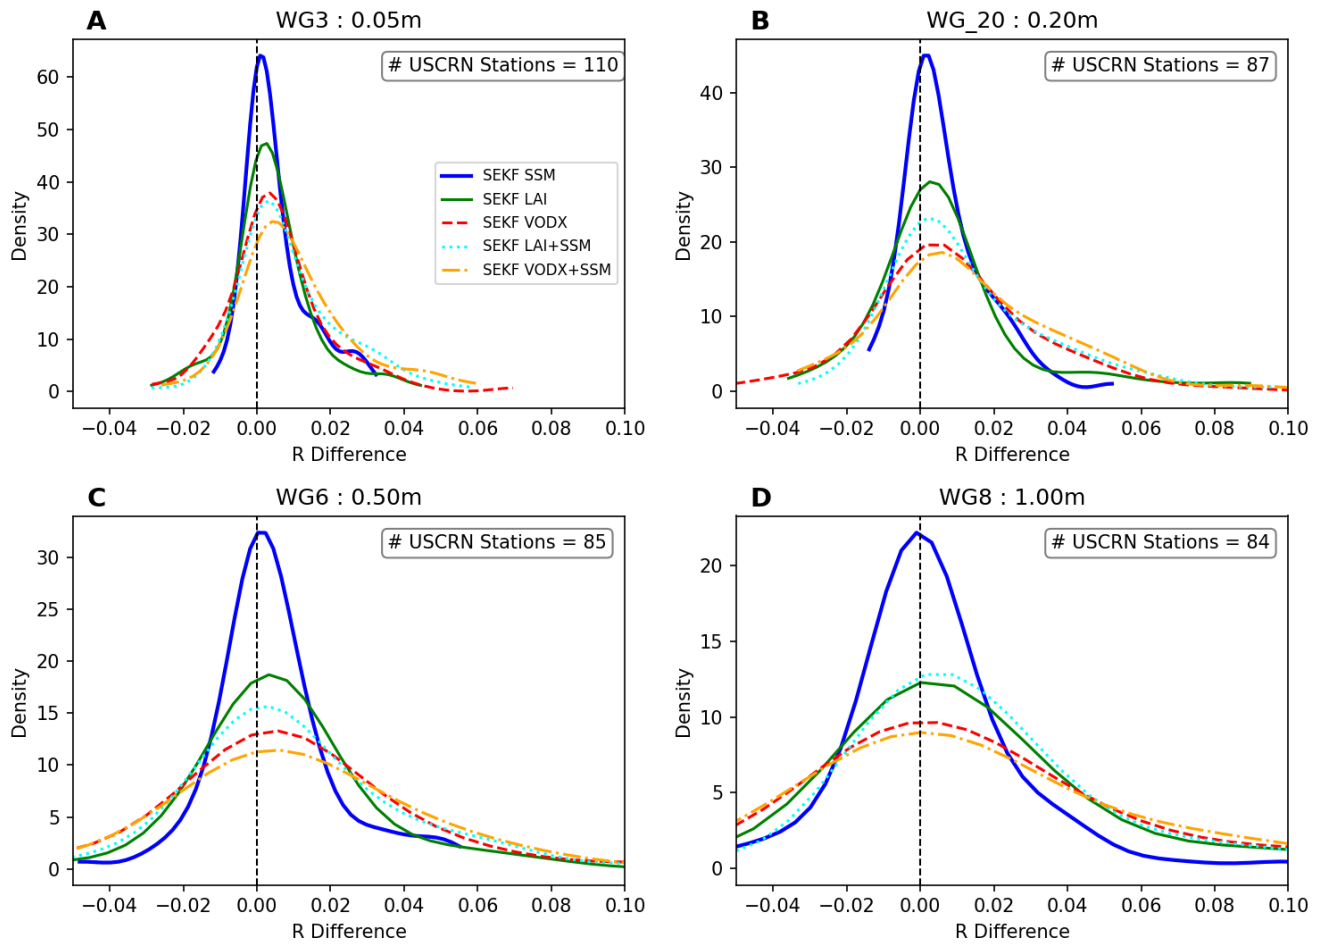 A
WG3 : 0.05m
# USCRN Stations = 110
Density
60
50
40
30
20
10
0
SEKF SSM
SEKF LAI
SEKF VODX
SEKF LAI+SSM
SEKF VODX+SSM
−0.04 −0.02 0.00 0.02 0.04 0.06 0.08 0.10
R Difference
B
WG_20 : 0.20m
# USCRN Stations = 87
Density
40
30
20
10
0
−0.04 −0.02 0.00 0.02 0.04 0.06 0.08 0.10
R Difference
C
WG6 : 0.50m
# USCRN Stations = 85
Density
30
25
20
15
10
5
0
−0.04 −0.02 0.00 0.02 0.04 0.06 0.08 0.10
R Difference
D
WG8 : 1.00m
# USCRN Stations = 84
Density
20
15
10
5
0
−0.04 −0.02 0.00 0.02 0.04 0.06 0.08 0.10
R Difference